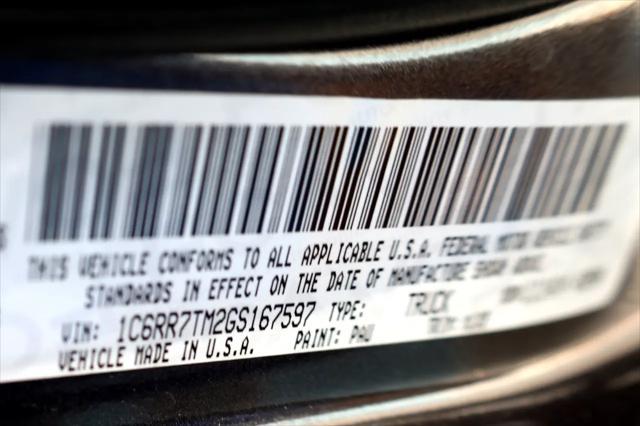 THIS VEHICLE CONFORMS TO ALL APPLICABLE U.S.A. FEDERAL MOTOR VEHICLE
STANDARDS IN EFFECT ON THE DATE OF MANUFACTURE SHOWN ABOVE.
VIN: 1C6RR7TM2GS167597 TYPE: TRUCK
VEHICLE MADE IN U.S.A. PAINT: PAU TRIM: